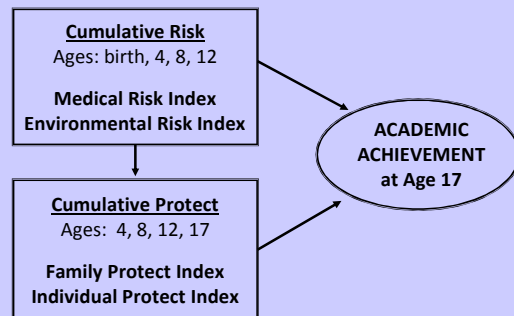 Cumulative Risk
Ages: birth, 4, 8, 12
Medical Risk Index
Environmental Risk Index
ACADEMIC
ACHIEVEMENT
at Age 17
Cumulative Protect
Ages:  4, 8, 12, 17
Family Protect Index
Individual Protect Index